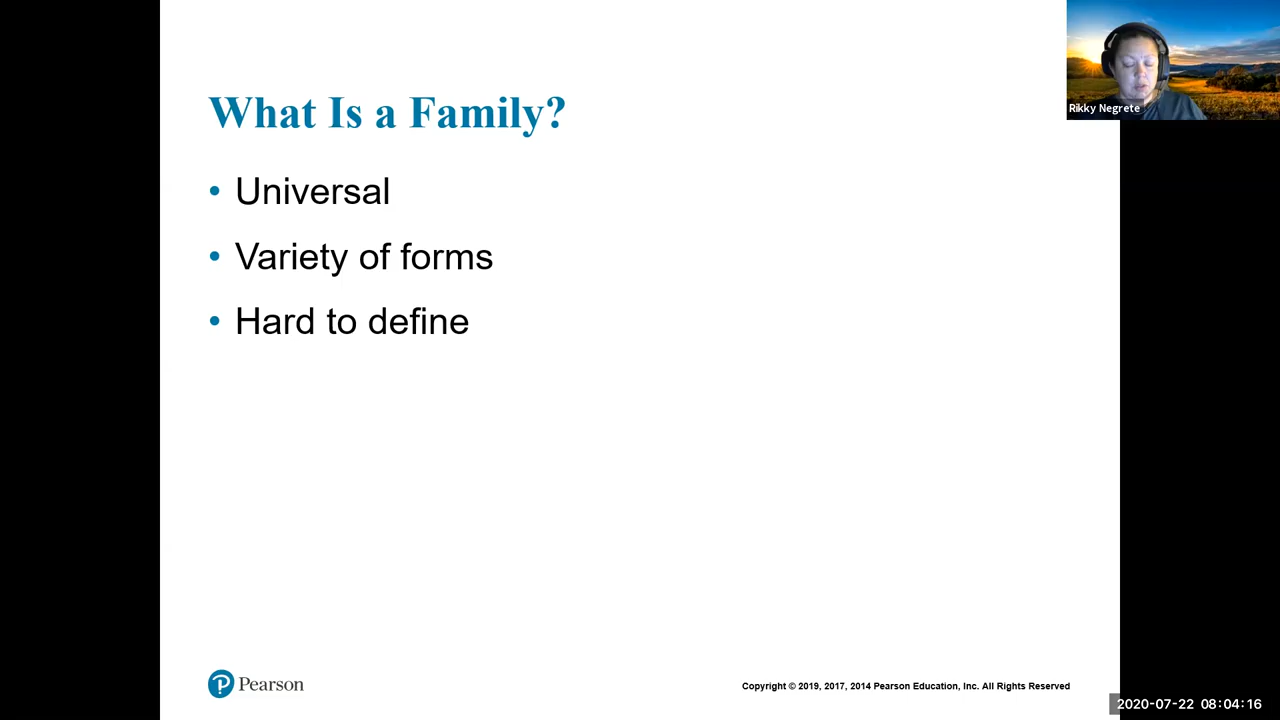 What Is a Family?
• Universal
• Variety of forms
• Hard to define
Rikky Negrete
Pearson
Copyright © 2019, 2017, 2014 Pearson Education, Inc. All Rights Reserved
2020-07-22 08:04:16